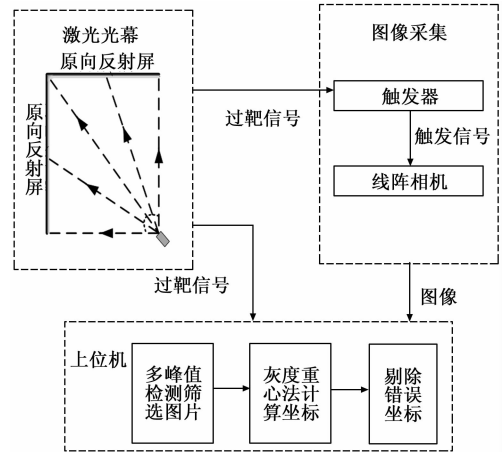 激光光幕
原向反射屏
原向反射屏
过靶信号
图像采集
触发器
触发信号
线阵相机
过靶信号
图像
上位机
多峰值
检测筛
选图片
灰度重
心法计
算坐标
剔除
错误
坐标